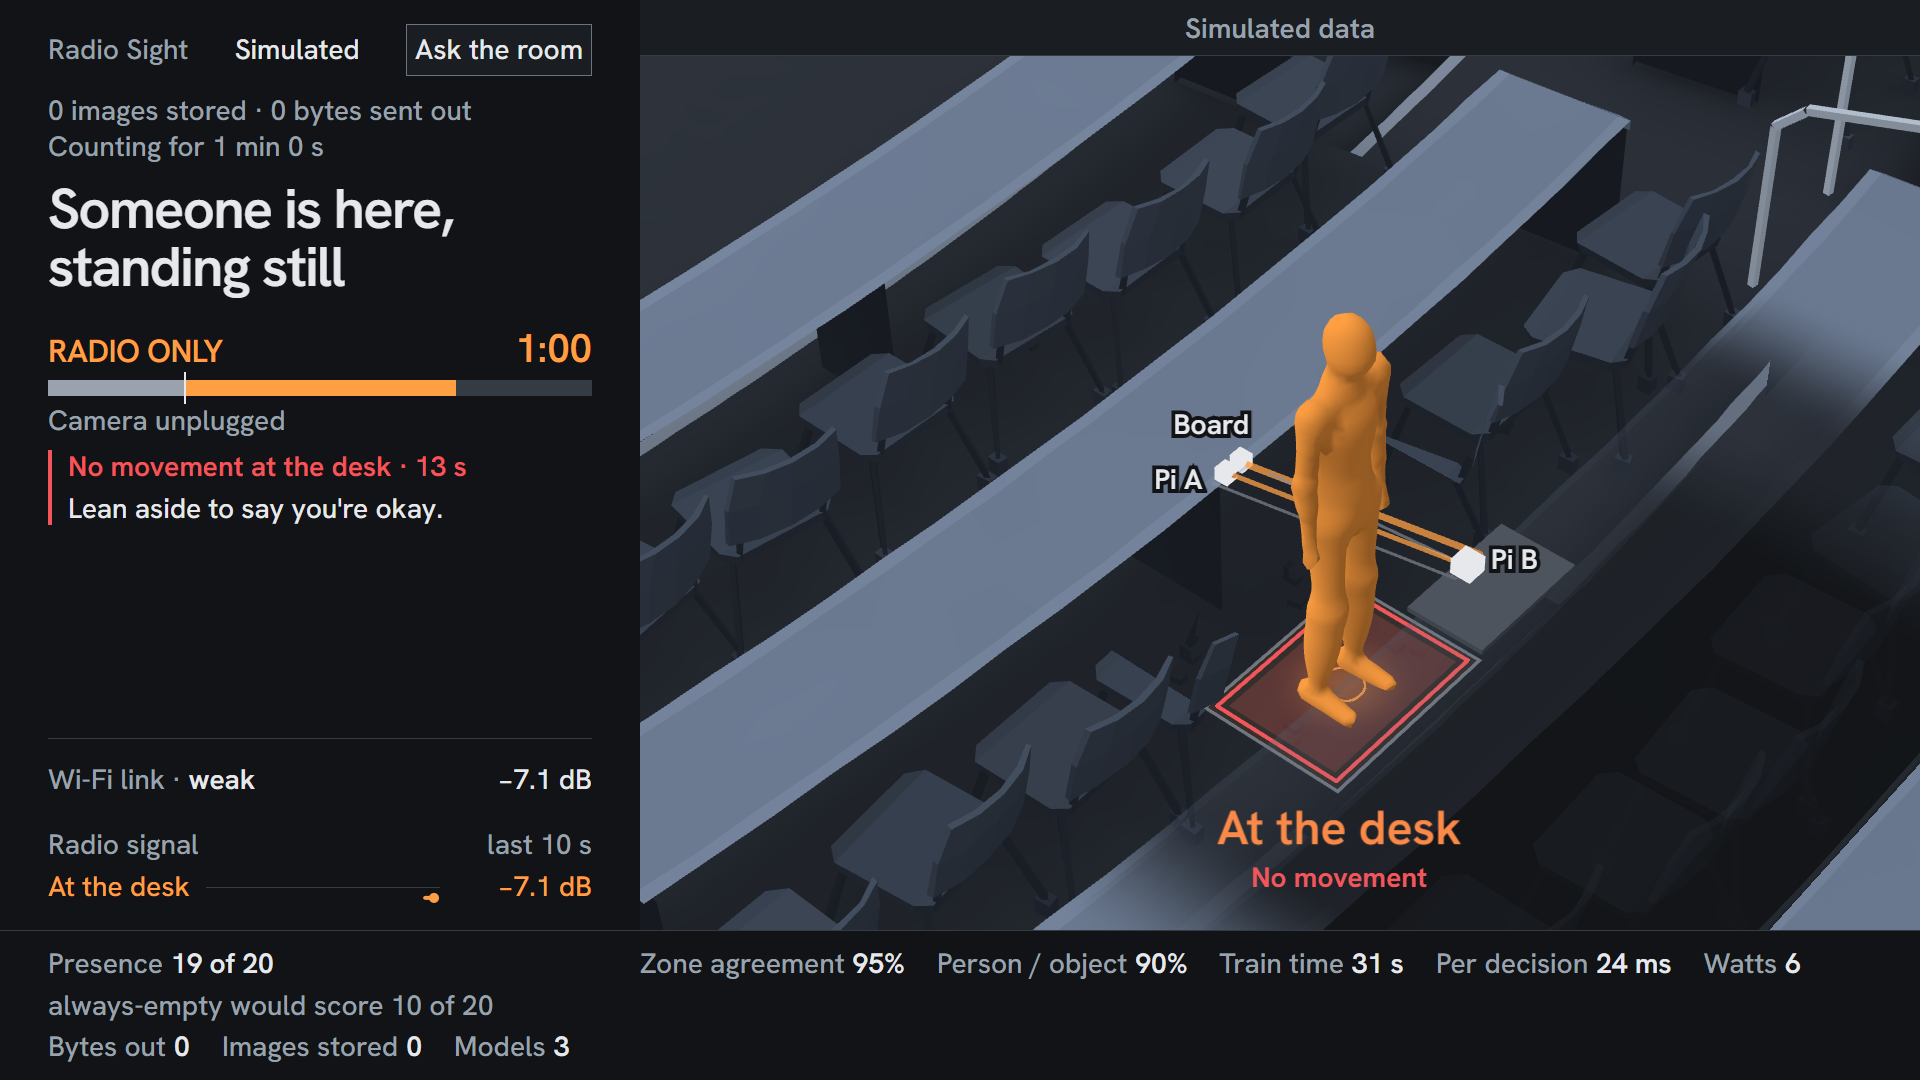 Radio Sight Simulated Ask the room
0 images stored · 0 bytes sent out
Counting for 1 min 0 s
Someone is here,
standing still
RADIO ONLY 1:00
Camera unplugged
No movement at the desk · 13 s
Lean aside to say you're okay.
Wi-Fi link · weak −7.1 dB
Radio signal last 10 s
At the desk −7.1 dB
Simulated data
Board
Pi A
Pi B
At the desk
No movement
Presence 19 of 20
always-empty would score 10 of 20
Bytes out 0 Images stored 0 Models 3
Zone agreement 95% Person / object 90% Train time 31 s Per decision 24 ms Watts 6